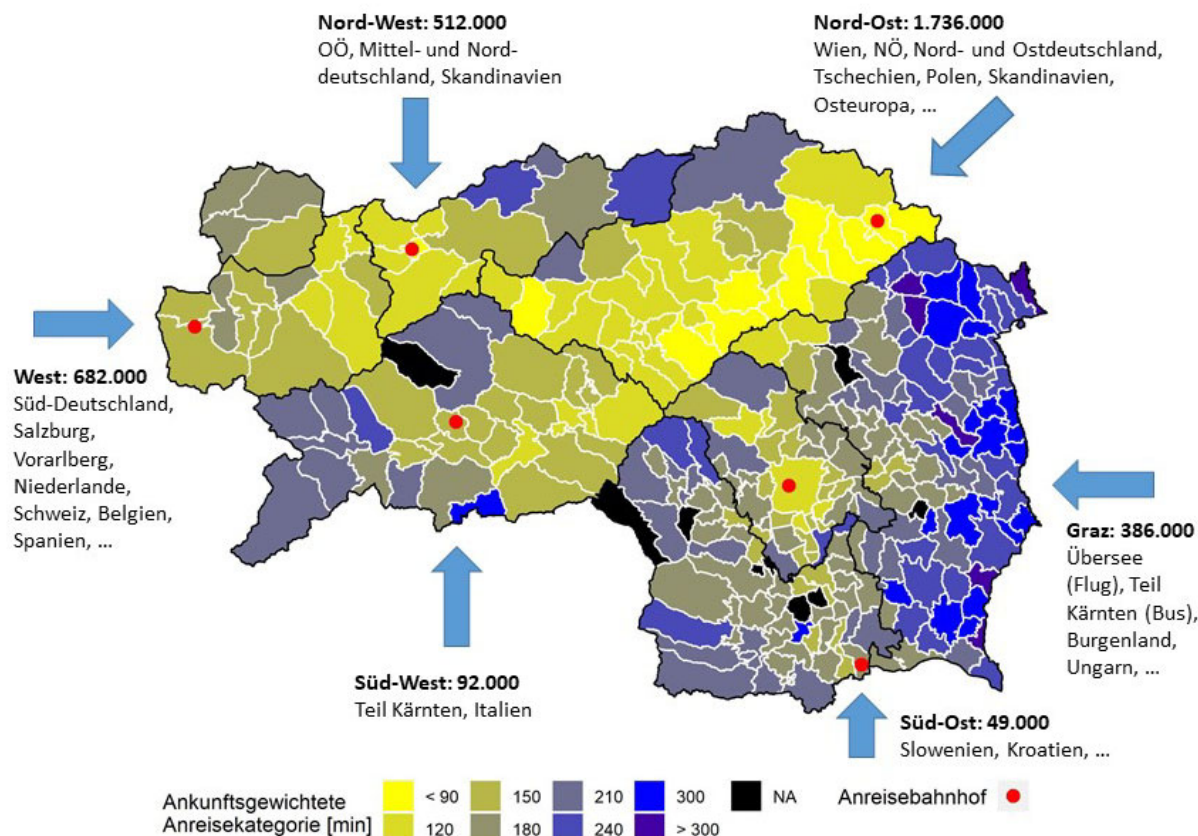 Nord-West: 512.000
OÖ, Mittel- und Nord-
deutschland, Skandinavien
Nord-Ost: 1.736.000
Wien, NÖ, Nord- und Ostdeutschland,
Tschechien, Polen, Skandinavien,
Osteuropa, ...
West: 682.000
Süd-Deutschland,
Salzburg,
Vorarlberg,
Niederlande,
Schweiz, Belgien,
Spanien, ...
Graz: 386.000
Übersee
(Flug), Teil
Kärnten (Bus),
Burgenland,
Ungarn, ...
Süd-West: 92.000
Teil Kärnten, Italien
Süd-Ost: 49.000
Slowenien, Kroatien, ...
Ankunftsgewichtete
Anreisekategorie [min]
< 90 150 210 300 NA Anreisebahnhof
120 180 240 > 300